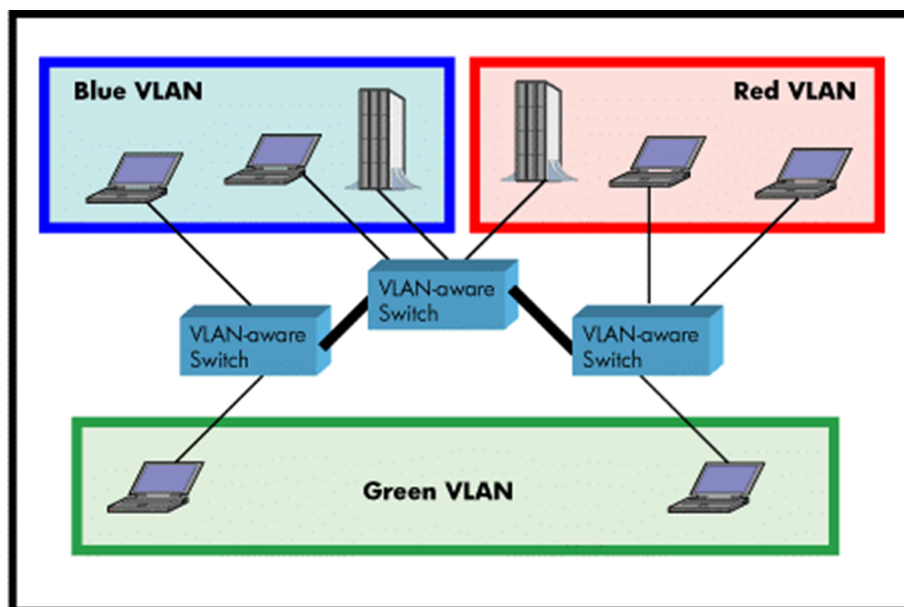 Blue VLAN
Red VLAN
VLAN-aware
Switch
VLAN-aware
Switch
VLAN-aware
Switch
Green VLAN